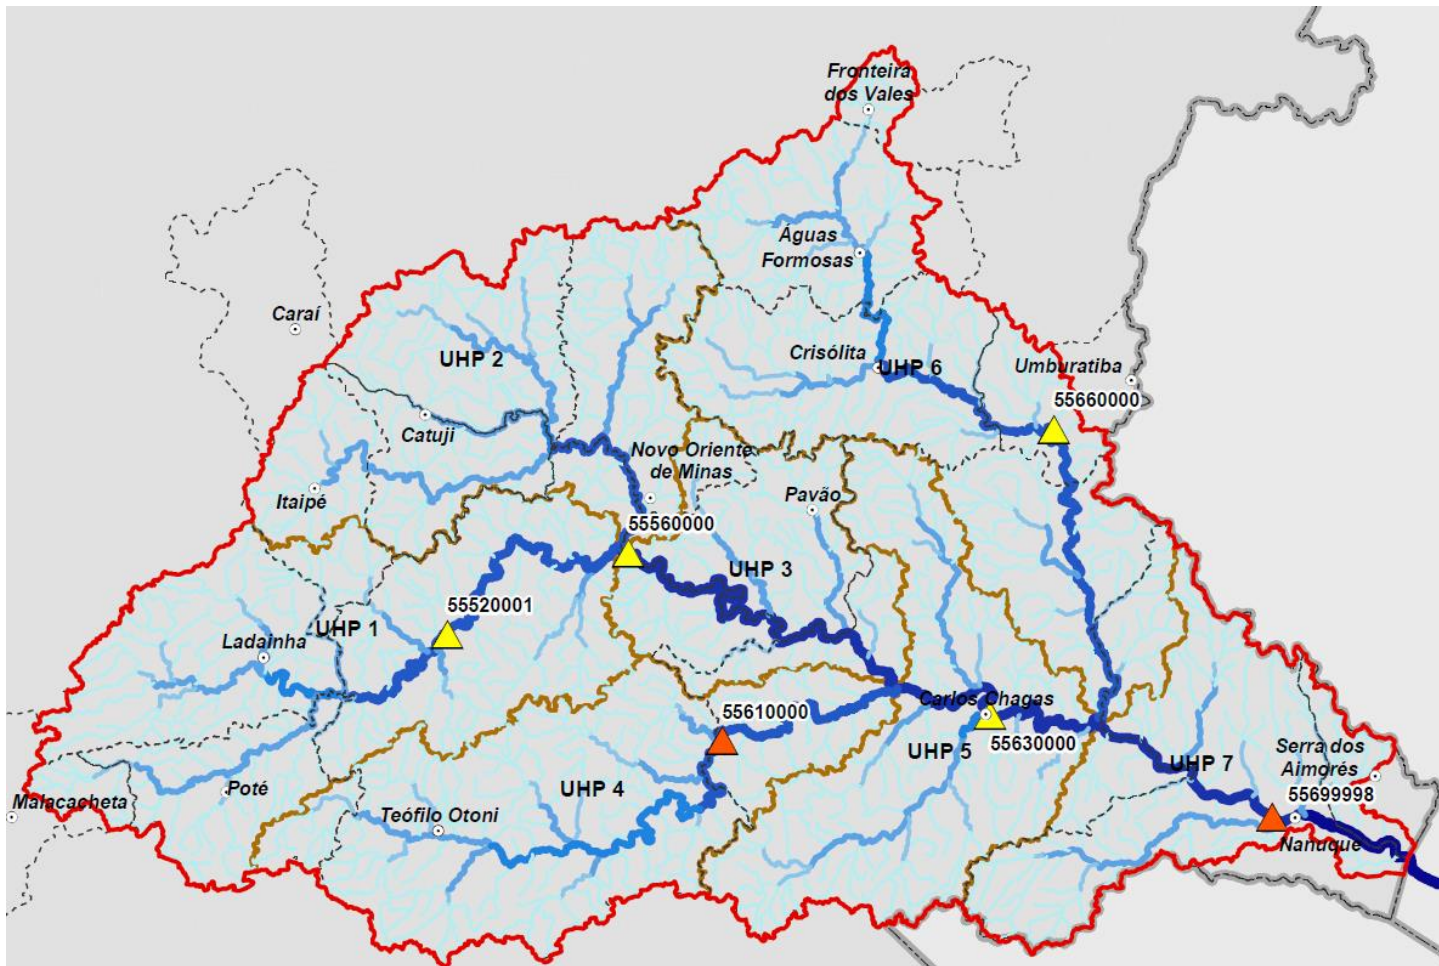 Fronteira
dos Vales
Águas
Formosas
Caraí
UHP 2
Crisólita
UHP 6
Umburatiba
55660000
Catuji
Novo Oriente
de Minas
Itaipé
Pavão
55560000
UHP 3
55520001
UHP 1
Ladainha
Carlos Chagas
55610000
55630000
UHP 5
Serra dos
Aimorés
UHP 7
UHP 4
Poté
55699998
Malacacheta
Teófilo Otoni
Nanuque